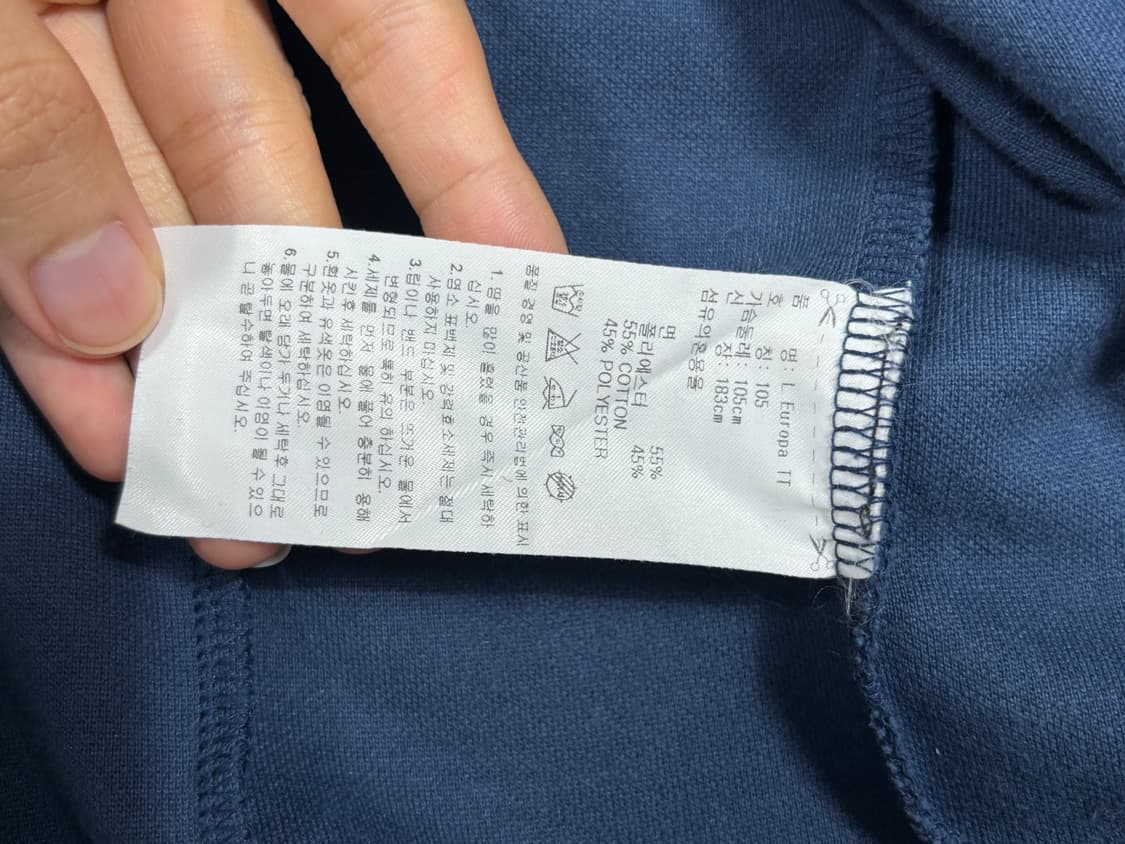 품 명: L Europa TT
호 칭: 105
가슴둘레: 105cm
신 장: 183cm
섬유의혼용율
면 55%
폴리에스터 45%
55% COTTON
45% POLYESTER
품질 경영 및 공산품 안전관리법에 의한 표시
1.땀을 많이 흘렸을 경우 즉시 세탁하
십시오.
2.염소 표백제 및 강력효소세제는 절대
사용하지 마십시오.
3.립이나 밴드 부분은 뜨거운 물에서
변형되므로 특히 유의 하십시오.
4.세제를 먼저 물에 풀어 충분히 용해
시킨후 세탁하십시오.
5.흰옷과 유색옷은 이염될 수 있으므로
구분하여 세탁하십시오.
6.물에 오래 담가 두거나 세탁후 그대로
놓아두면 탈색이나 이염이 될 수 있으
니 곧 탈수하여 주십시오.